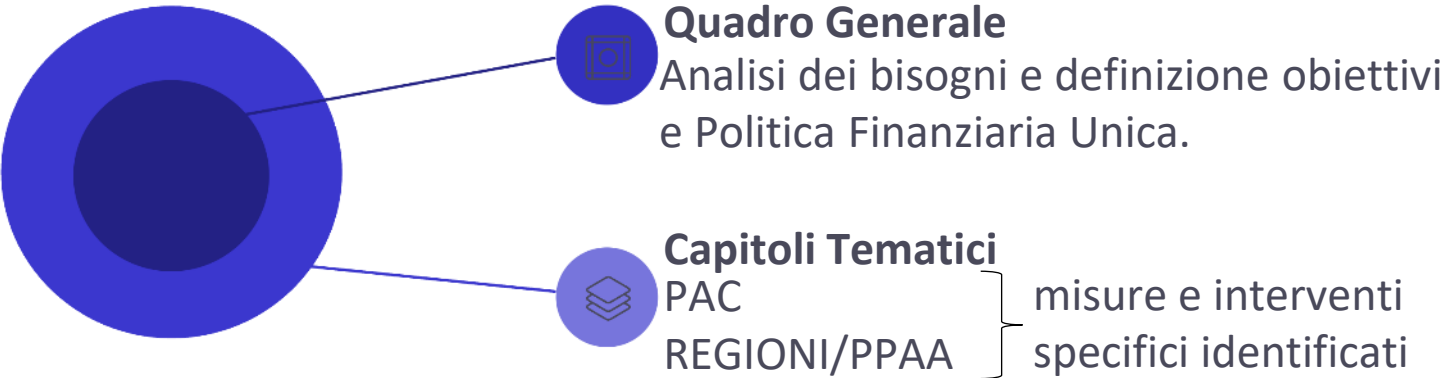 Quadro Generale
Analisi dei bisogni e definizione obiettivi
e Politica Finanziaria Unica.
Capitoli Tematici
PAC
REGIONI/PPAA
misure e interventi
specifici identificati